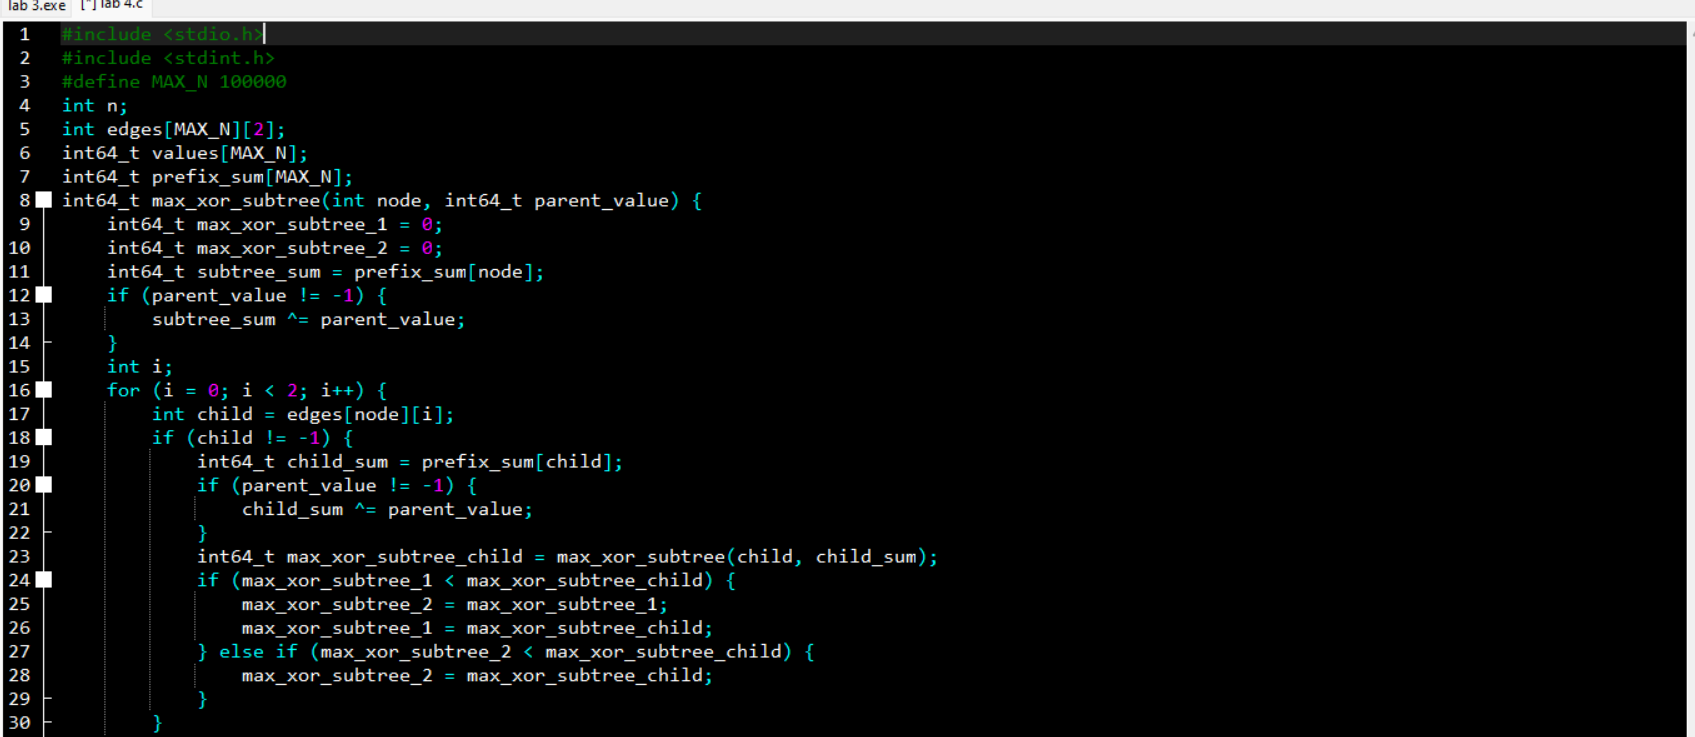 lab 3.exe [*] lab 4.c
1 #include <stdio.h>
2 #include <stdint.h>
3 #define MAX_N 100000
4 int n;
5 int edges[MAX_N][2];
6 int64_t values[MAX_N];
7 int64_t prefix_sum[MAX_N];
8 int64_t max_xor_subtree(int node, int64_t parent_value) {
9     int64_t max_xor_subtree_1 = 0;
10     int64_t max_xor_subtree_2 = 0;
11     int64_t subtree_sum = prefix_sum[node];
12     if (parent_value != -1) {
13         subtree_sum ^= parent_value;
14     }
15     int i;
16     for (i = 0; i < 2; i++) {
17         int child = edges[node][i];
18         if (child != -1) {
19             int64_t child_sum = prefix_sum[child];
20             if (parent_value != -1) {
21                 child_sum ^= parent_value;
22             }
23             int64_t max_xor_subtree_child = max_xor_subtree(child, child_sum);
24             if (max_xor_subtree_1 < max_xor_subtree_child) {
25                 max_xor_subtree_2 = max_xor_subtree_1;
26                 max_xor_subtree_1 = max_xor_subtree_child;
27             } else if (max_xor_subtree_2 < max_xor_subtree_child) {
28                 max_xor_subtree_2 = max_xor_subtree_child;
29             }
30         }